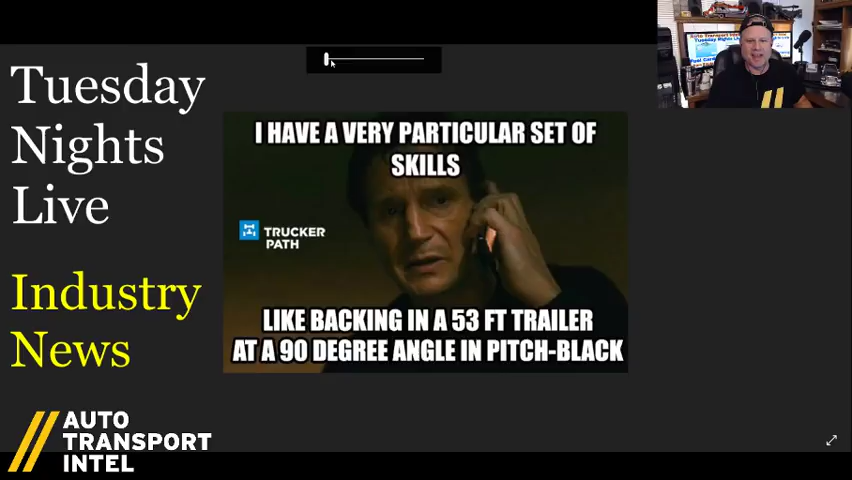 Tuesday
Nights
Live
Industry
News
AUTO
TRANSPORT
INTEL
I HAVE A VERY PARTICULAR SET OF
SKILLS
TRUCKER
PATH
LIKE BACKING IN A 53 FT TRAILER
AT A 90 DEGREE ANGLE IN PITCH-BLACK